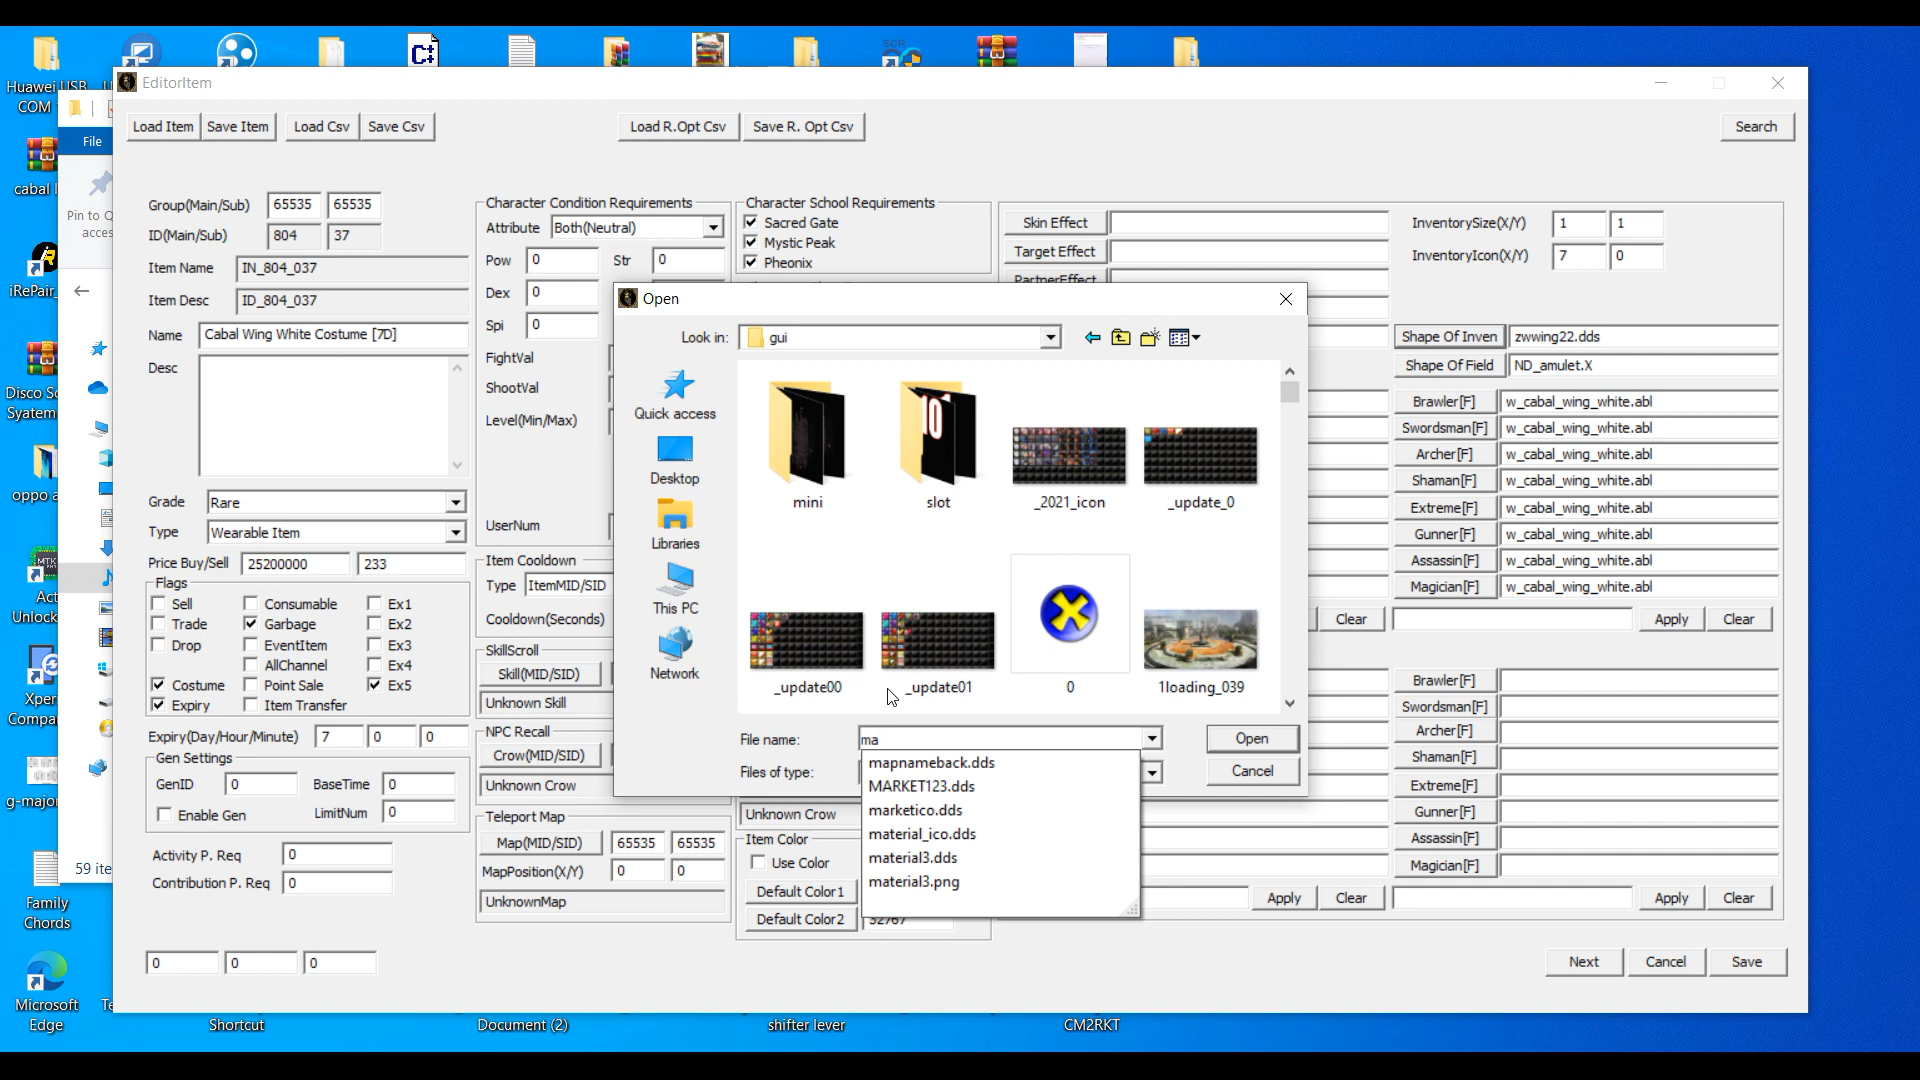 Huawei USB
COM
EditorItem
Load Item Save Item Load Csv Save Csv Load R.Opt Csv Save R. Opt Csv Search
File
cabal
Pin to Q
acces
iRePair_
Disco So
System
oppo a
Act
Unlock
Xper
Compa
g-major
59 ite
Family
Chords
Microsoft
Edge
Te
Shortcut
Document (2)
shifter lever
CM2RKT
Group(Main/Sub) 65535 65535
ID(Main/Sub) 804 37
Item Name IN_804_037
Item Desc ID_804_037
Name Cabal Wing White Costume [7D]
Desc
Grade Rare
Type Wearable Item
Price Buy/Sell 25200000 233
Flags
Sell Consumable Ex1
Trade Garbage Ex2
Drop EventItem Ex3
AllChannel Ex4
Costume Point Sale Ex5
Expiry Item Transfer
Expiry(Day/Hour/Minute) 7 0 0
Gen Settings
GenID 0 BaseTime 0
Enable Gen LimitNum 0
Activity P. Req 0
Contribution P. Req 0
0 0 0
Character Condition Requirements
Attribute Both(Neutral)
Pow 0 Str 0
Dex 0
Spi 0
FightVal
ShootVal
Level(Min/Max)
UserNum
Item Cooldown
Type ItemMID/SID
Cooldown(Seconds)
SkillScroll
Skill(MID/SID)
Unknown Skill
NPC Recall
Crow(MID/SID)
Unknown Crow
Teleport Map
Map(MID/SID) 65535 65535
MapPosition(X/Y) 0 0
UnknownMap
Character School Requirements
Sacred Gate
Mystic Peak
Pheonix
Unknown Crow
Item Color
Use Color
Default Color1
Default Color2 32767
Skin Effect
Target Effect
PartnerEffect
InventorySize(X/Y) 1 1
InventoryIcon(X/Y) 7 0
Shape Of Inven zwwing22.dds
Shape Of Field ND_amulet.X
Brawler[F] w_cabal_wing_white.abl
Swordsman[F] w_cabal_wing_white.abl
Archer[F] w_cabal_wing_white.abl
Shaman[F] w_cabal_wing_white.abl
Extreme[F] w_cabal_wing_white.abl
Gunner[F] w_cabal_wing_white.abl
Assassin[F] w_cabal_wing_white.abl
Magician[F] w_cabal_wing_white.abl
Clear Apply Clear
Brawler[F]
Swordsman[F]
Archer[F]
Shaman[F]
Extreme[F]
Gunner[F]
Assassin[F]
Magician[F]
Apply Clear Apply Clear
Next Cancel Save
Open
Look in: gui
Quick access
Desktop
Libraries
This PC
Network
mini slot _2021_icon _update_0
_update00 _update01 0 1loading_039
File name: ma Open
Files of type: Cancel
mapnameback.dds
MARKET123.dds
marketico.dds
material_ico.dds
material3.dds
material3.png